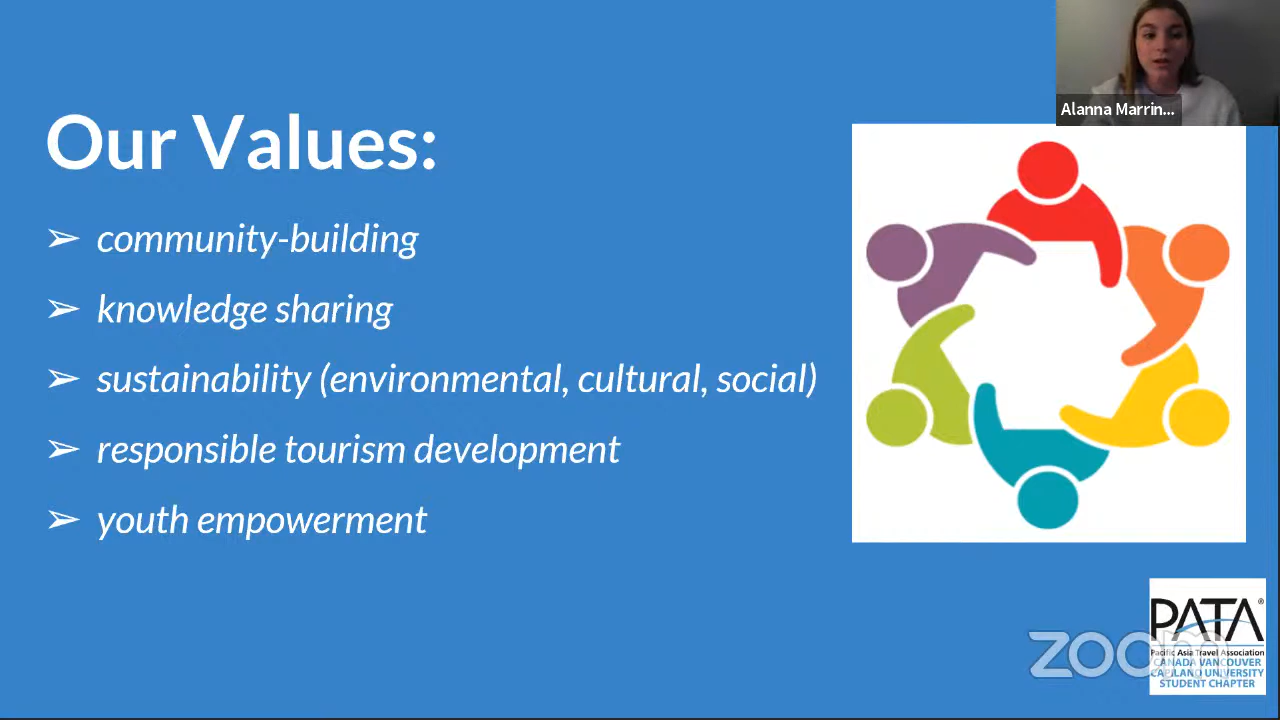 Alanna Marrin...
Our Values:
➢ community-building
➢ knowledge sharing
➢ sustainability (environmental, cultural, social)
➢ responsible tourism development
➢ youth empowerment
PATA®
Pacific Asia Travel Association
CANADA VANCOUVER
CAPILANO UNIVERSITY
STUDENT CHAPTER
zoom